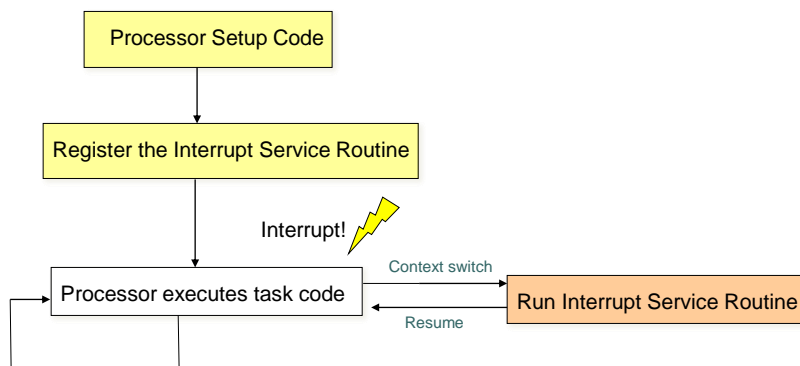 Processor Setup Code
Register the Interrupt Service Routine
Interrupt!
Context switch
Processor executes task code
Run Interrupt Service Routine
Resume